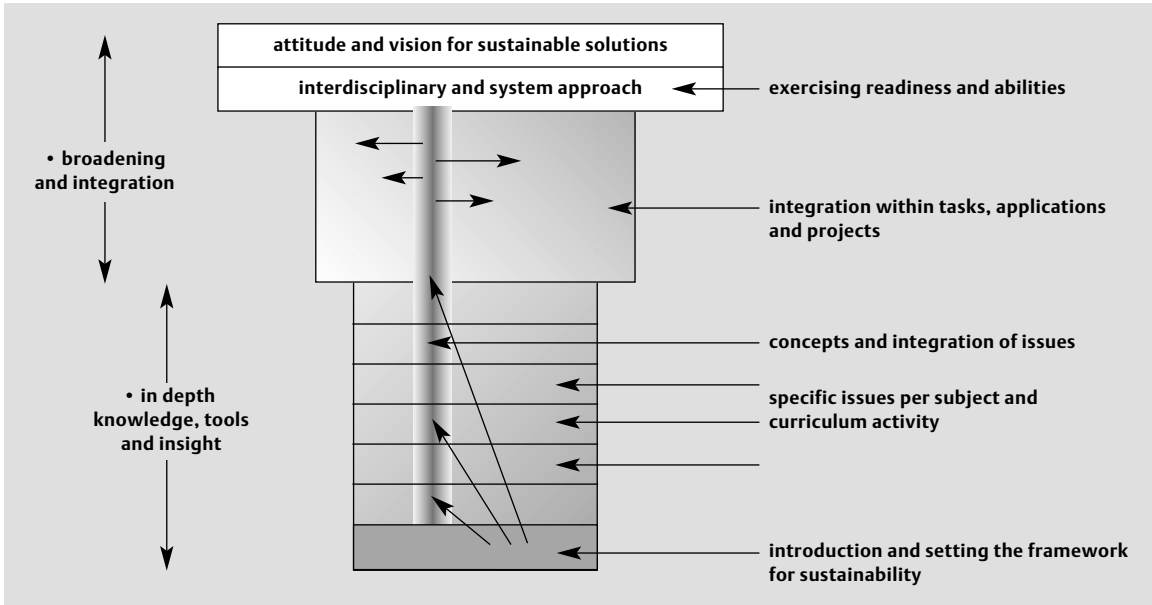 attitude and vision for sustainable solutions
interdisciplinary and system approach
exercising readiness and abilities
• broadening
and integration
integration within tasks, applications
and projects
concepts and integration of issues
• in depth
knowledge, tools
and insight
specific issues per subject and
curriculum activity
introduction and setting the framework
for sustainability